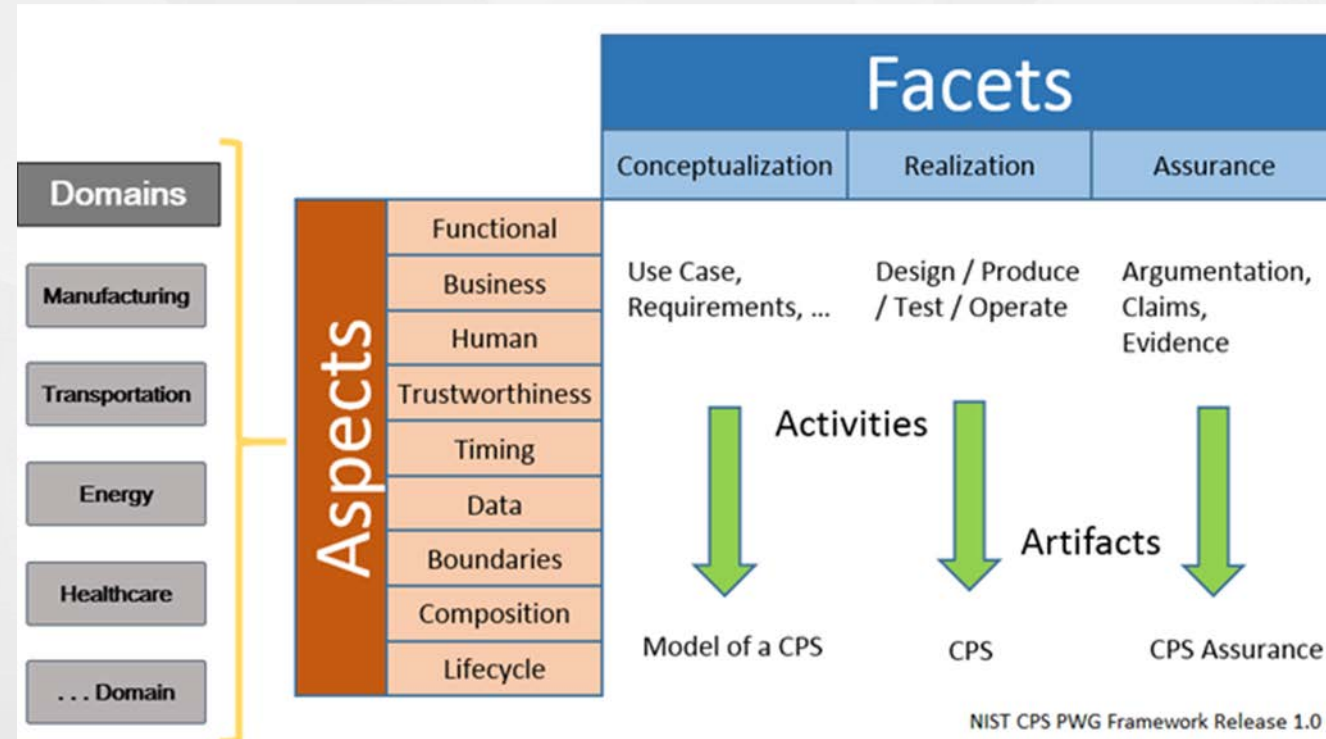 Facets
Conceptualization
Realization
Assurance
Domains
Manufacturing
Transportation
Energy
Healthcare
. . . Domain
Aspects
Functional
Business
Human
Trustworthiness
Timing
Data
Boundaries
Composition
Lifecycle
Use Case,
Requirements, ...
Design / Produce
/ Test / Operate
Argumentation,
Claims,
Evidence
Activities
Artifacts
Model of a CPS
CPS
CPS Assurance
NIST CPS PWG Framework Release 1.0